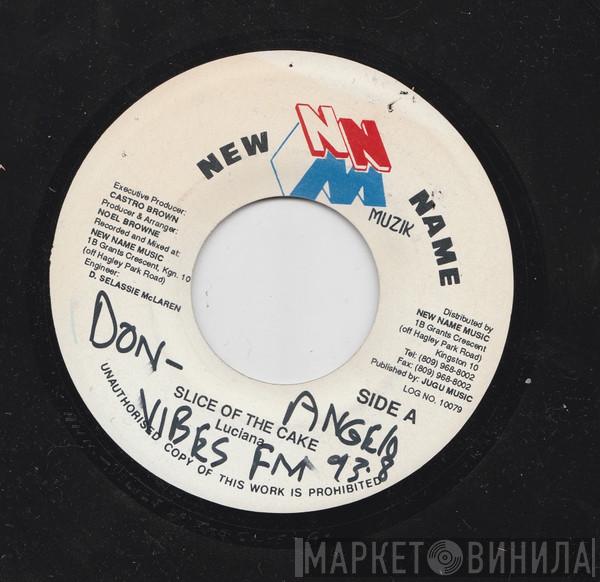 NEW
NAME
NN
M
MUZIK
Executive Producer:
CASTRO BROWN
Producer & Arranger:
NOEL BROWNE
Recorded and Mixed at:
NEW NAME MUSIC
1B Grants Crescent, Kgn. 10
(off Hagley Park Road)
Engineer:
D. SELASSIE McLAREN
Distributed by
NEW NAME MUSIC
1B Grants Crescent
(off Hagley Park Road)
Kingston 10
Tel: (809) 968-8002
Fax: (809) 968-8002
Published by: JUGU MUSIC
LOG NO. 10079
SIDE A
SLICE OF THE CAKE
Luciana
DON-
ANGELO
VIBES FM 93.8
UNAUTHORISED COPY OF THIS WORK IS PROHIBITED
МАРКЕТ ВИНИЛА